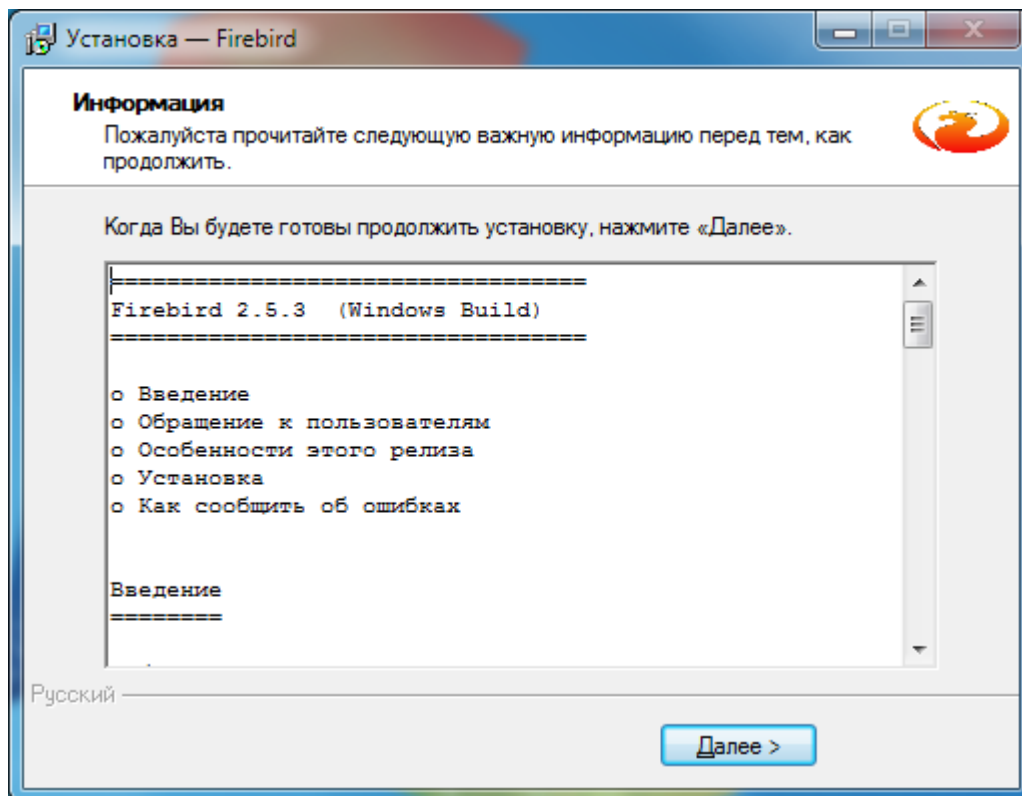 Установка — Firebird
Информация
Пожалуйста прочитайте следующую важную информацию перед тем, как
продолжить.
Когда Вы будете готовы продолжить установку, нажмите «Далее».
==================================
Firebird 2.5.3 (Windows Build)
==================================
o Введение
o Обращение к пользователям
o Особенности этого релиза
o Установка
o Как сообщить об ошибках
Введение
========
Русский
Далее >